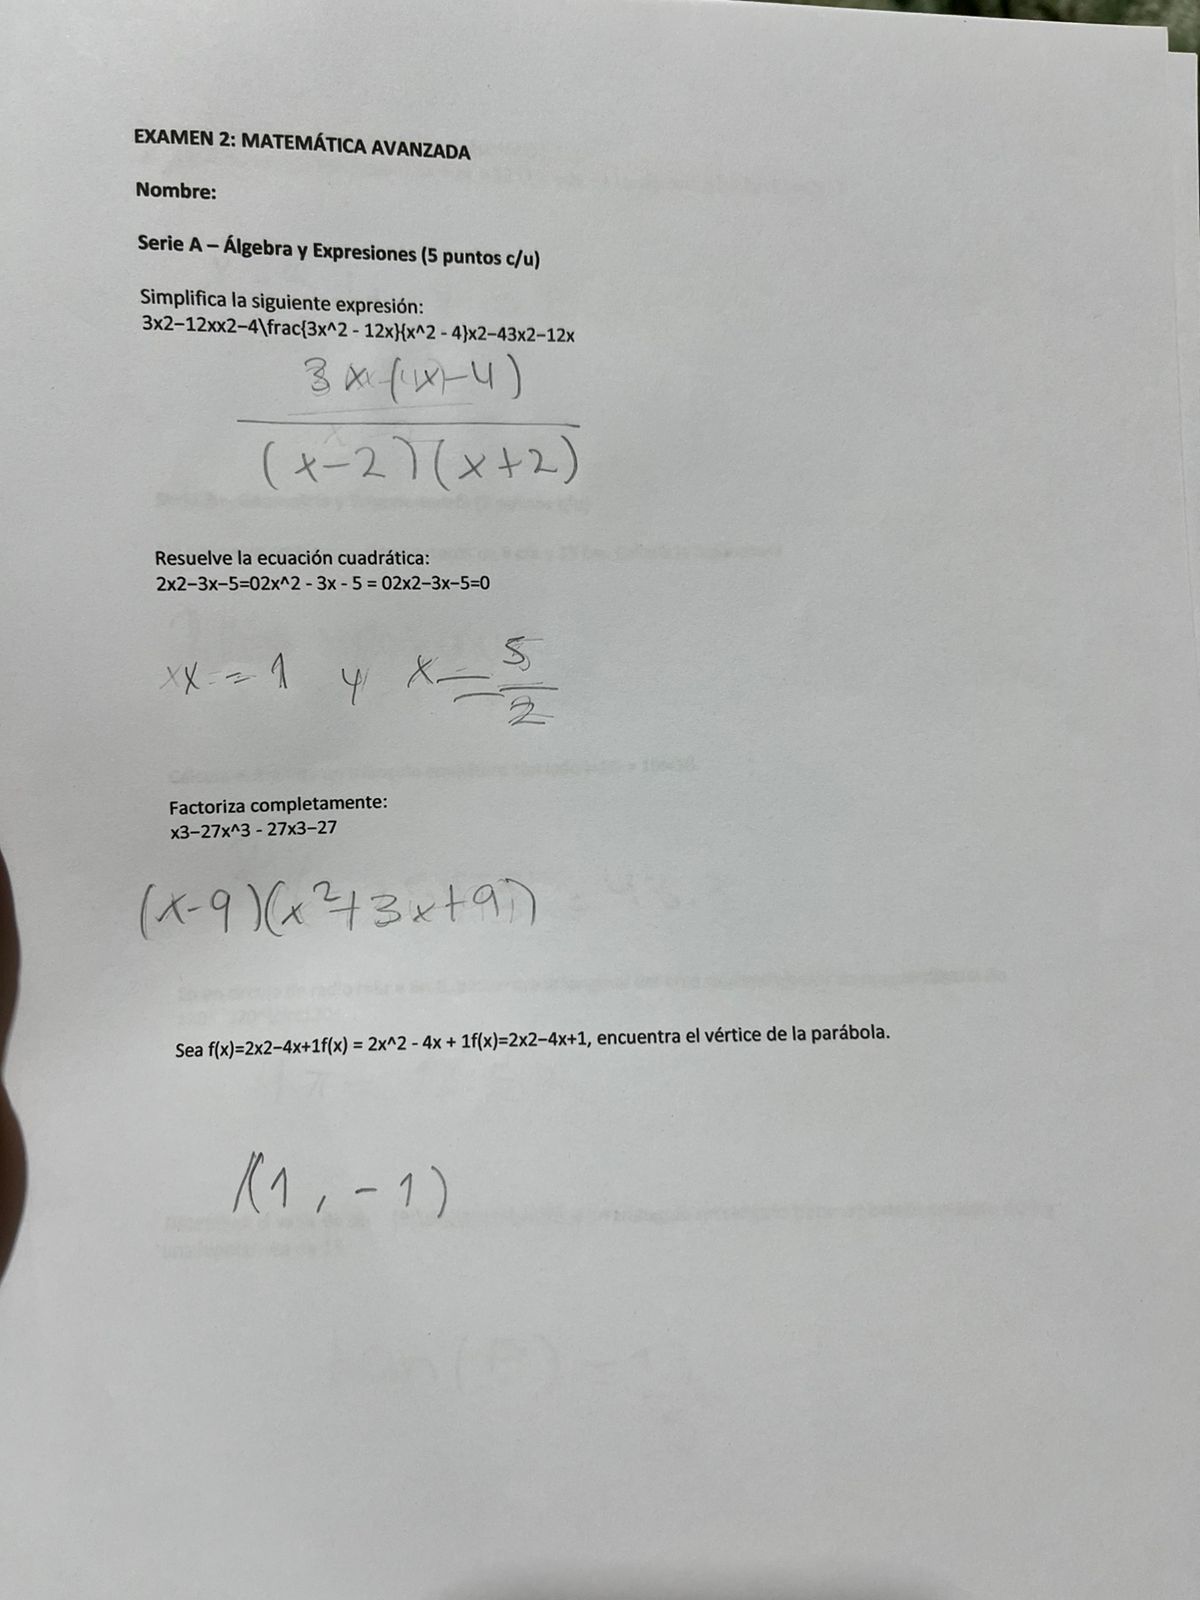 EXAMEN 2: MATEMÁTICA AVANZADA
Nombre:
Serie A – Álgebra y Expresiones (5 puntos c/u)
Simplifica la siguiente expresión:
3x2−12xx2−4\frac{3x^2 - 12x}{x^2 - 4}x2−43x2−12x
3x(x-4)
(x-2)(x+2)
Resuelve la ecuación cuadrática:
2x2−3x−5=02x^2 - 3x - 5 = 02x2−3x−5=0
x = 1 y x = 5
2
Factoriza completamente:
x3−27x^3 - 27x3−27
(x-9)(x²+3x+9)
Sea f(x)=2x2−4x+1f(x) = 2x^2 - 4x + 1f(x)=2x2−4x+1, encuentra el vértice de la parábola.
(1, -1)